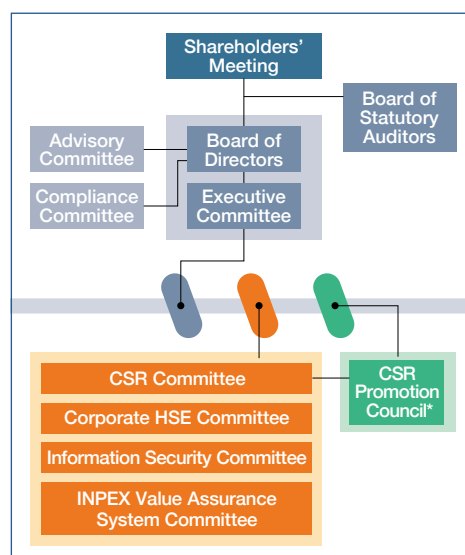 Shareholders'
Meeting
Board of
Statutory
Auditors
Advisory
Committee
Board of
Directors
Compliance
Committee
Executive
Committee
CSR Committee
Corporate HSE Committee
Information Security Committee
INPEX Value Assurance
System Committee
CSR
Promotion
Council*